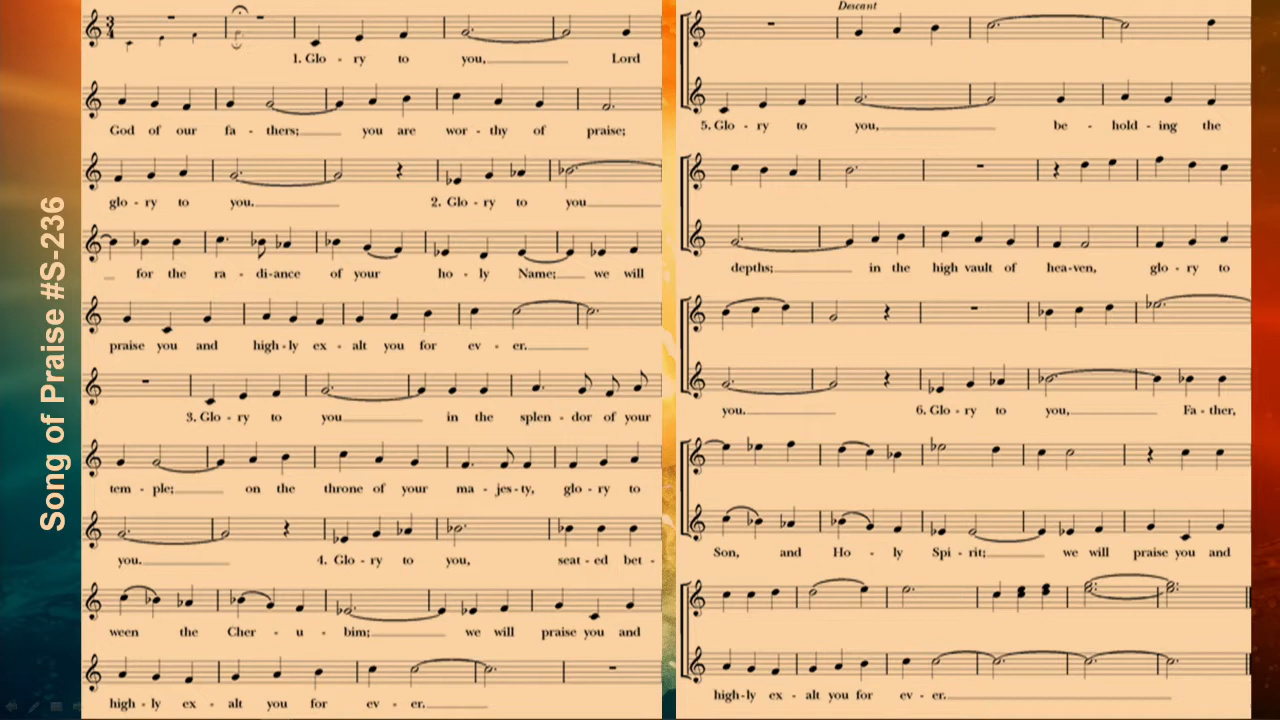 Song of Praise #S-236
1. Glo - ry to you, Lord
God of our fa - thers; you are wor - thy of praise;
glo - ry to you. 2. Glo - ry to you
for the ra - di-ance of your ho - ly Name; we will
praise you and high - ly ex - alt you for ev - er.
3. Glo - ry to you in the splen - dor of your
tem - ple; on the throne of your ma - jes - ty, glo - ry to
you. 4. Glo - ry to you, seat - ed bet -
ween the Cher - u - bim; we will praise you and
high - ly ex - alt you for ev - er.
Descant
5. Glo - ry to you, be - hold - ing the
depths; in the high vault of hea - ven, glo - ry to
you. 6. Glo - ry to you, Fa - ther,
Son, and Ho - ly Spi - rit; we will praise you and
high - ly ex - alt you for ev - er.